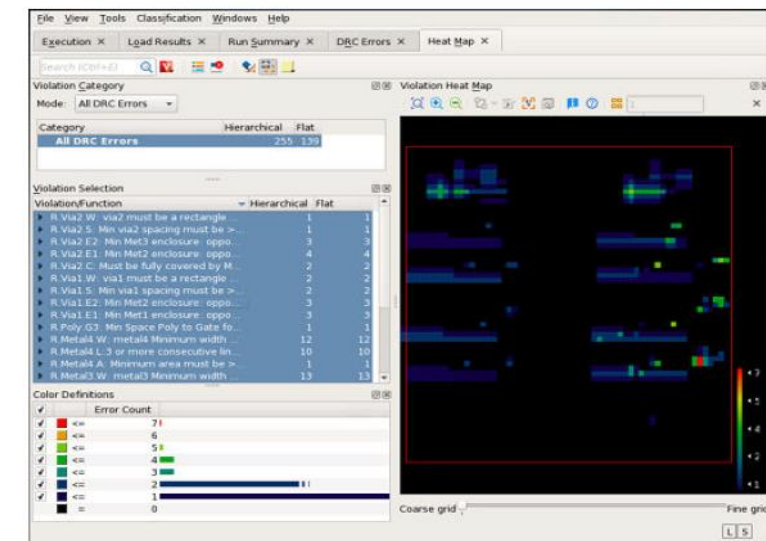 File View Tools Classification Windows Help
Execution × Load Results × Run Summary × DRC Errors × Heat Map ×
Search (Ctrl+F)
Violation Category
Mode: All DRC Errors
Category Hierarchical Flat
All DRC Errors 255 139
Violation Selection
Violation/Function Hierarchical Flat
R.Via2.W: via2 must be a rectangle ... 1 1
R.Via2.S: Min via2 spacing must be >... 1 1
R.Via2.E2: Min Met3 enclosure: oppo... 3 3
R.Via2.E1: Min Met2 enclosure: oppo... 4 4
R.Via2.C: Must be fully covered by M... 2 2
R.Via1.W: via1 must be a rectangle ... 2 2
R.Via1.S: Min via1 spacing must be >... 2 2
R.Via1.E2: Min Met2 enclosure: oppo... 3 3
R.Via1.E1: Min Met1 enclosure: oppo... 3 3
R.Poly.G3: Min Space Poly to Gate fo... 1 1
R.Metal4.W: metal4 Minimum width ... 12 12
R.Metal4.L:3 or more consecutive lin... 10 10
R.Metal4.A: Minimum area must be >... 1 1
R.Metal3.W: metal3 Minimum width ... 13 13
Color Definitions
Error Count
<= 7
<= 6
<= 5
<= 4
<= 3
<= 2
<= 1
= 0
Violation Heat Map
7
5
4
2
1
Coarse grid Fine grid
L S